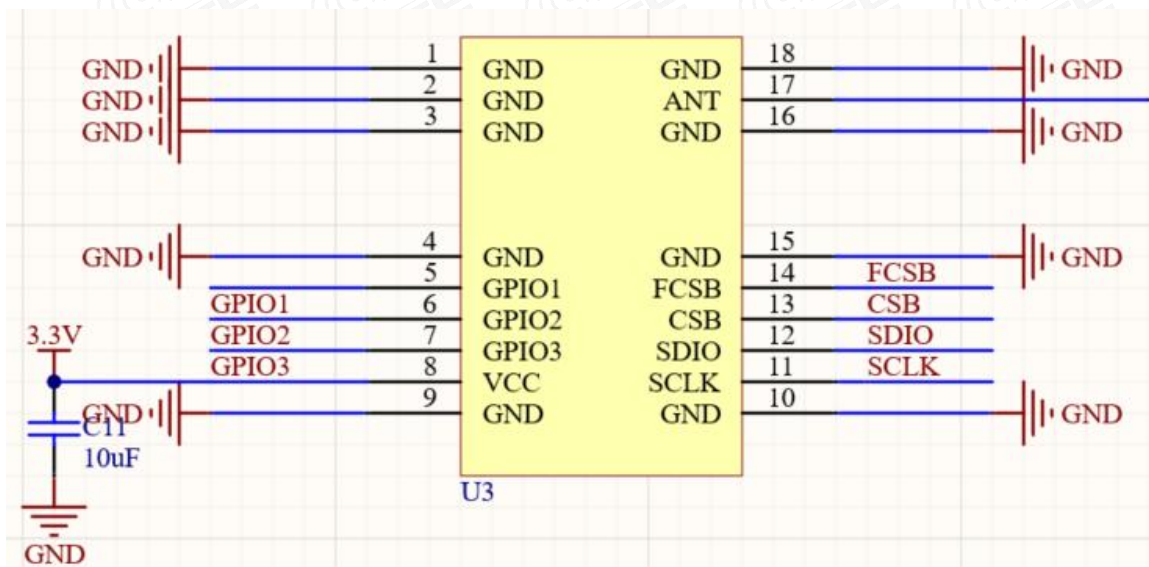 1 18
GND GND GND GND
2 17
GND GND ANT
3 16
GND GND GND GND
4 15
GND GND GND GND
5 14 FCSB
GPIO1 FCSB
GPIO1 6 13 CSB
GPIO2 CSB
3.3V GPIO2 7 12 SDIO
GPIO3 SDIO
GPIO3 8 11 SCLK
VCC SCLK
9 10
GND GND GND GND
C11
10uF
U3
GND